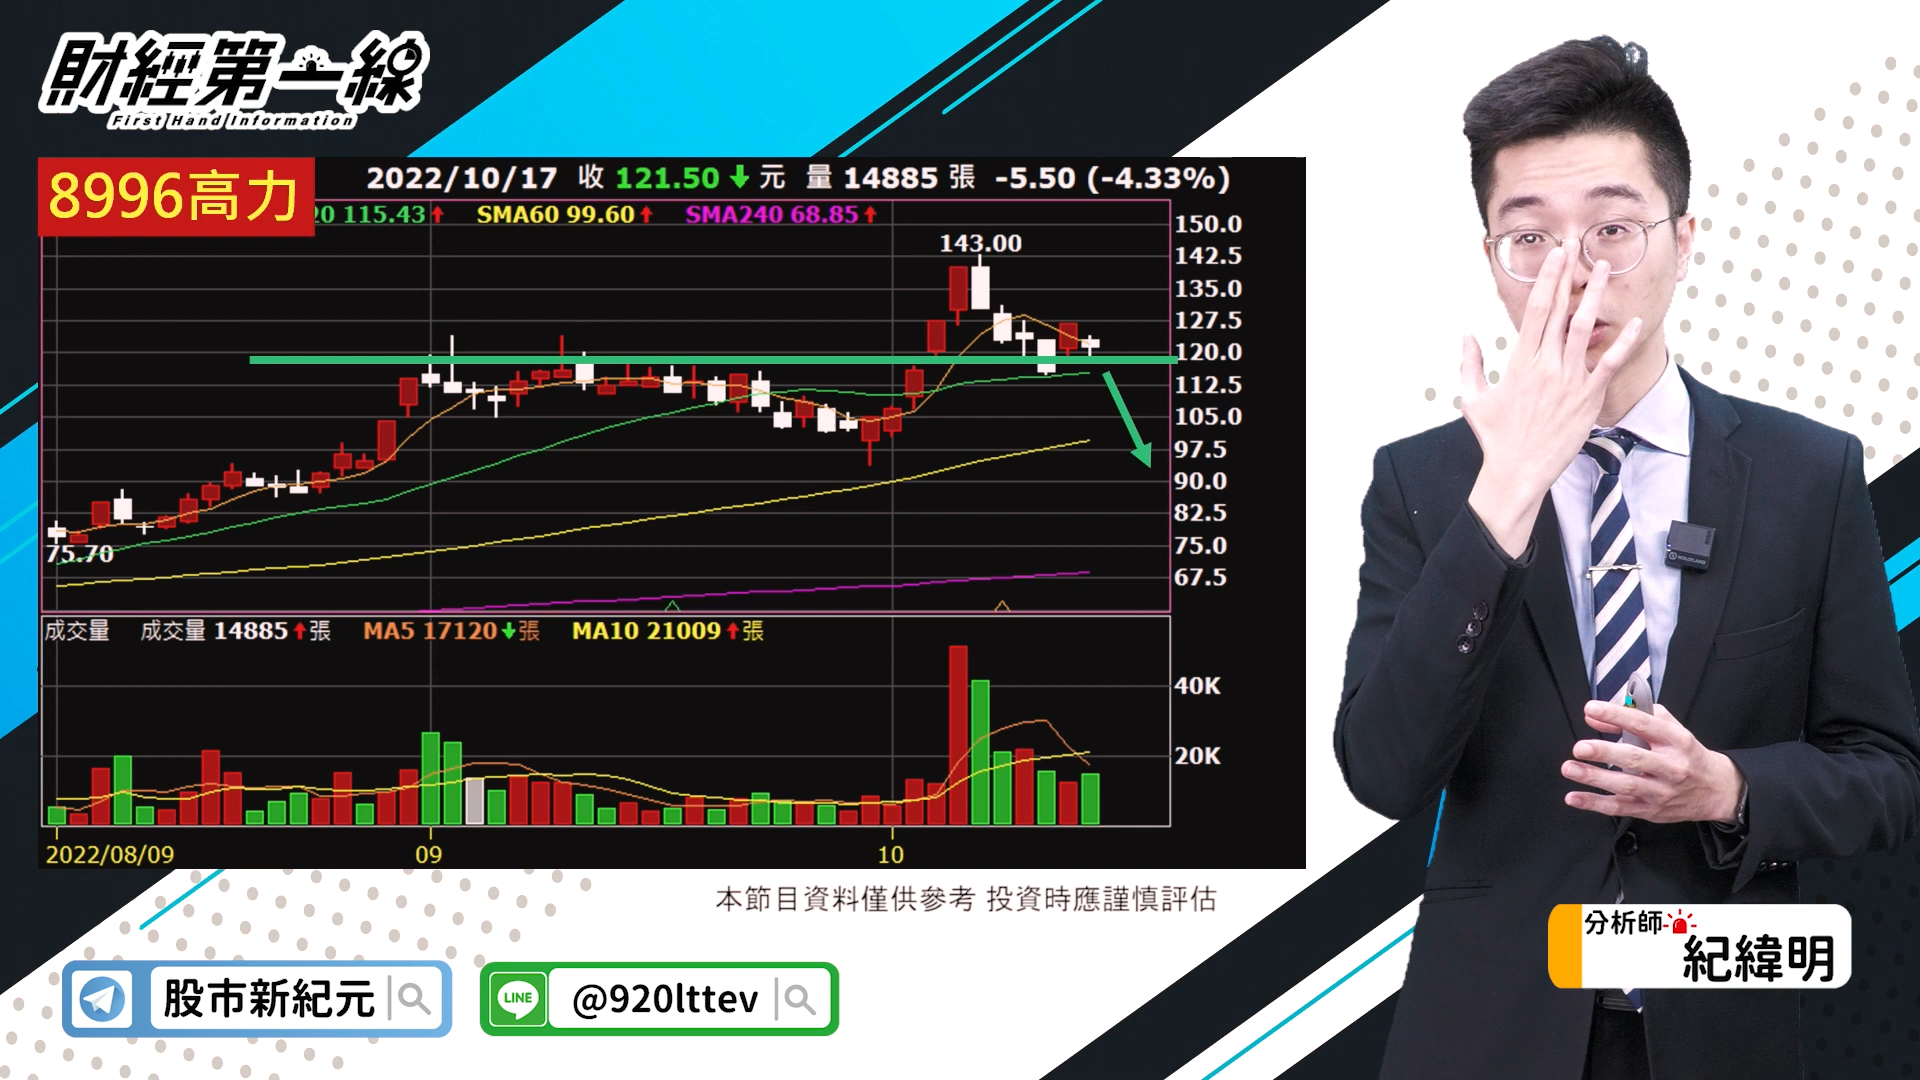 財經第一線
First Hand Information
8996高力
2022/10/17 收 121.50 元 量 14885 張 -5.50 (-4.33%)
20 115.43 SMA60 99.60 SMA240 68.85
143.00
75.70
150.0
142.5
135.0
127.5
120.0
112.5
105.0
97.5
90.0
82.5
75.0
67.5
成交量 成交量 14885 張 MA5 17120 張 MA10 21009 張
40K
20K
2022/08/09 09 10
本節目資料僅供參考 投資時應謹慎評估
股市新紀元
LINE @920lttev
分析師
紀緯明
HOLLYLAND